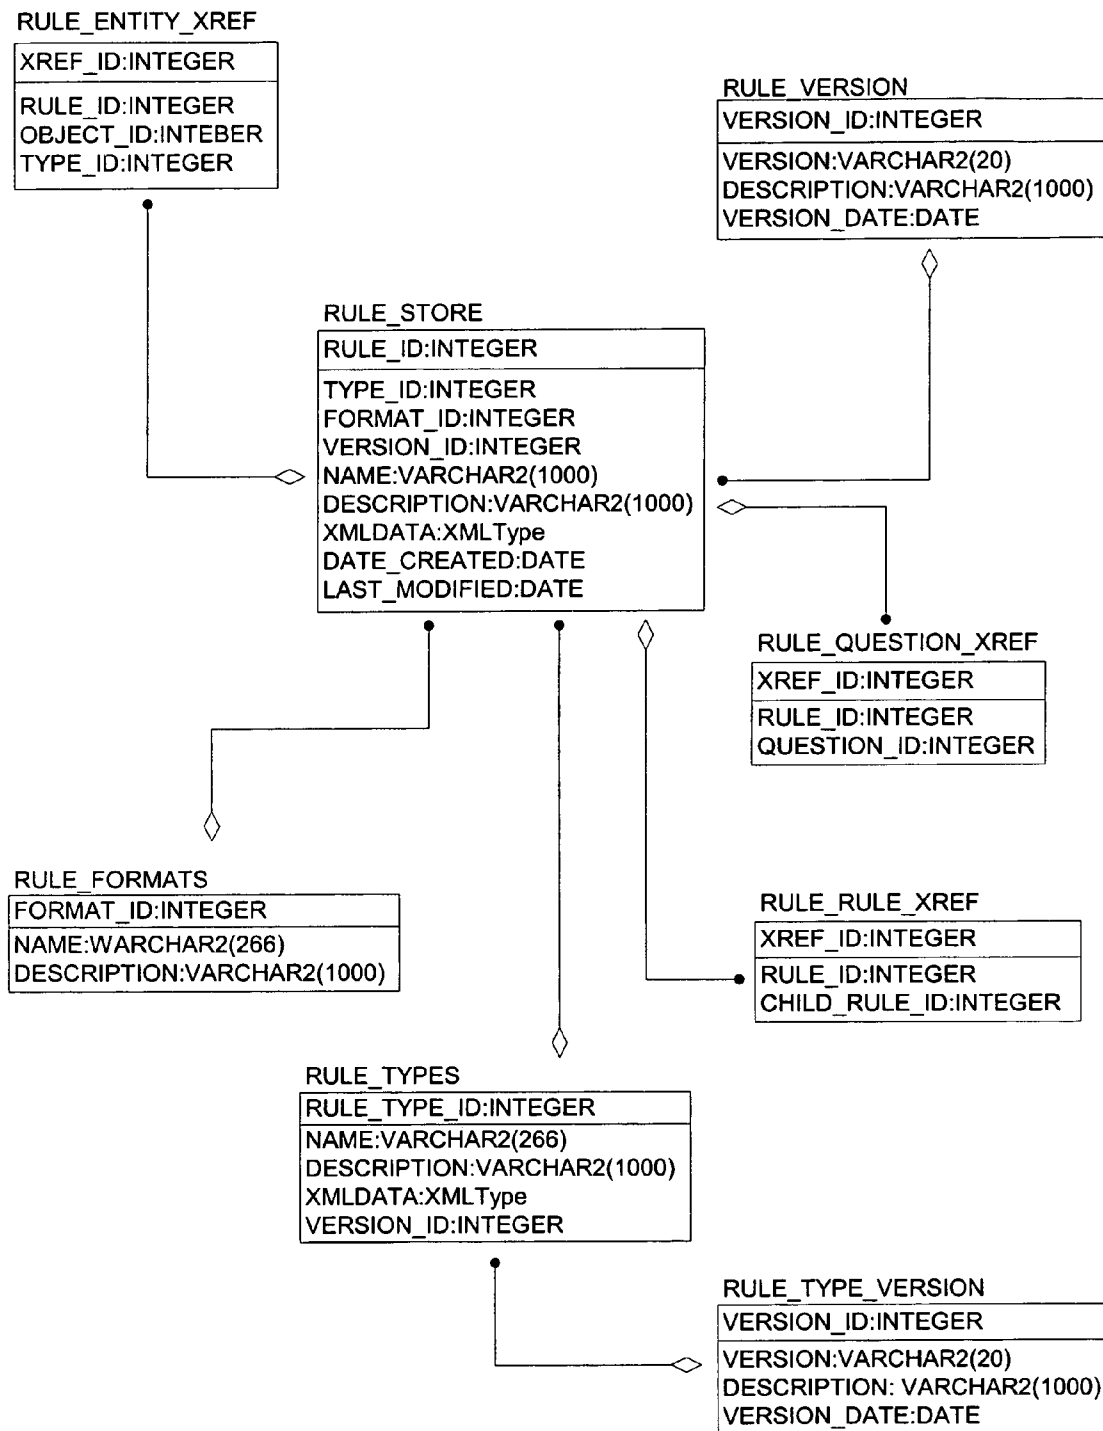 RULE_ENTITY_XREF
XREF_ID:INTEGER
RULE_ID:INTEGER
OBJECT_ID:INTEBER
TYPE_ID:INTEGER
RULE_VERSION
VERSION_ID:INTEGER
VERSION:VARCHAR2(20)
DESCRIPTION:VARCHAR2(1000)
VERSION_DATE:DATE
RULE_STORE
RULE_ID:INTEGER
TYPE_ID:INTEGER
FORMAT_ID:INTEGER
VERSION_ID:INTEGER
NAME:VARCHAR2(1000)
DESCRIPTION:VARCHAR2(1000)
XMLDATA:XMLType
DATE_CREATED:DATE
LAST_MODIFIED:DATE
RULE_QUESTION_XREF
XREF_ID:INTEGER
RULE_ID:INTEGER
QUESTION_ID:INTEGER
RULE_FORMATS
FORMAT_ID:INTEGER
NAME:WARCHAR2(266)
DESCRIPTION:VARCHAR2(1000)
RULE_RULE_XREF
XREF_ID:INTEGER
RULE_ID:INTEGER
CHILD_RULE_ID:INTEGER
RULE_TYPES
RULE_TYPE_ID:INTEGER
NAME:VARCHAR2(266)
DESCRIPTION:VARCHAR2(1000)
XMLDATA:XMLType
VERSION_ID:INTEGER
RULE_TYPE_VERSION
VERSION_ID:INTEGER
VERSION:VARCHAR2(20)
DESCRIPTION: VARCHAR2(1000)
VERSION_DATE:DATE